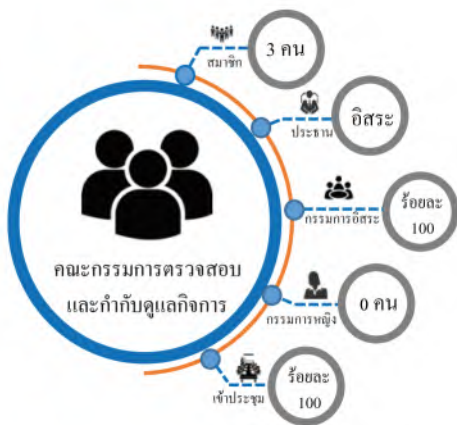 สมาชิก
3 คน
ประธาน
อิสระ
กรรมการอิสระ
ร้อยละ
100
คณะกรรมการตรวจสอบ
และกำกับดูแลกิจการ
กรรมการหญิง
0 คน
เข้าประชุม
ร้อยละ
100